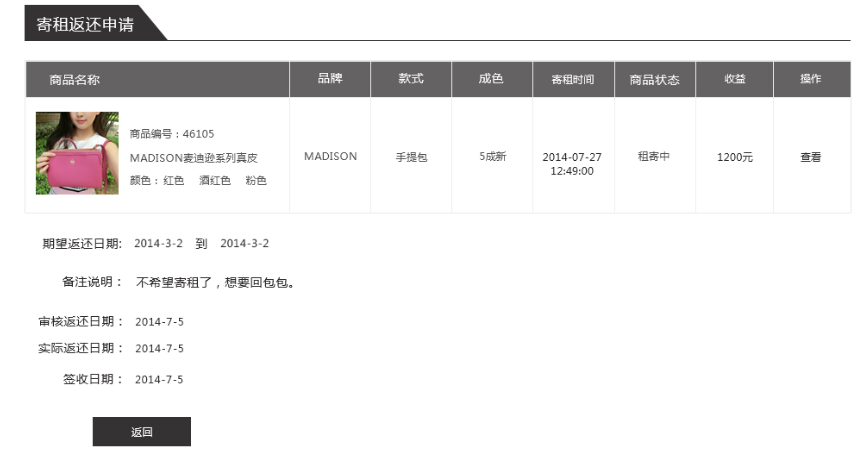 寄租返还申请
商品名称 品牌 款式 成色 寄租时间 商品状态 收益 操作
商品编号：46105
MADISON麦迪逊系列真皮
颜色： 红色 酒红色 粉色
MADISON 手提包 5成新 2014-07-27 租寄中 1200元 查看
12:49:00
期望返还日期: 2014-3-2 到 2014-3-2
备注说明： 不希望寄租了，想要回包包。
审核返还日期： 2014-7-5
实际返还日期： 2014-7-5
签收日期： 2014-7-5
返回